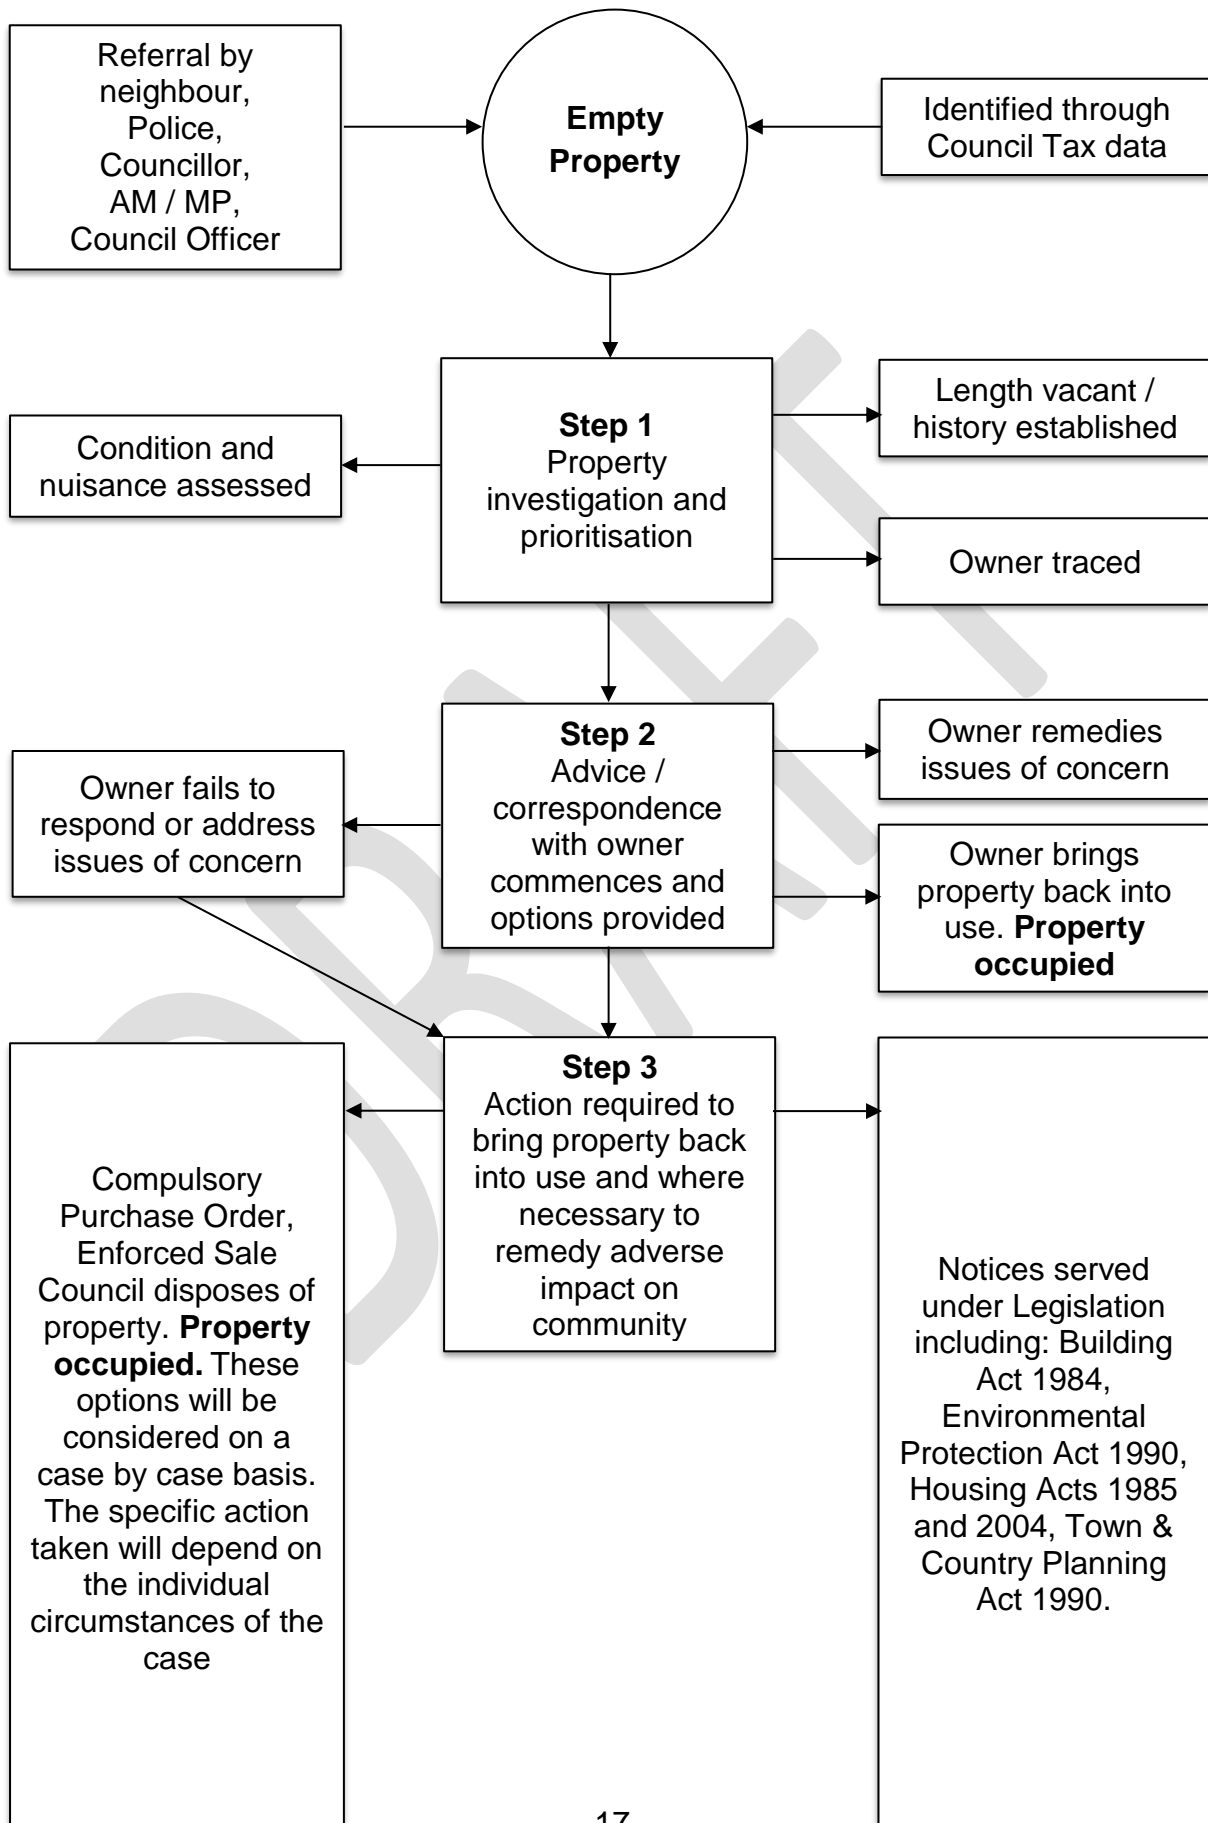 Referral by
neighbour,
Police,
Councillor,
AM / MP,
Council Officer
Empty
Property
Identified through
Council Tax data
Step 1
Property
investigation and
prioritisation
Condition and
nuisance assessed
Length vacant /
history established
Owner traced
Step 2
Advice /
correspondence
with owner
commences and
options provided
Owner fails to
respond or address
issues of concern
Owner remedies
issues of concern
Owner brings
property back into
use. Property
occupied
Step 3
Action required to
bring property back
into use and where
necessary to
remedy adverse
impact on
community
Compulsory
Purchase Order,
Enforced Sale
Council disposes of
property. Property
occupied. These
options will be
considered on a
case by case basis.
The specific action
taken will depend on
the individual
circumstances of the
case
Notices served
under Legislation
including: Building
Act 1984,
Environmental
Protection Act 1990,
Housing Acts 1985
and 2004, Town &
Country Planning
Act 1990.
DRAFT
17